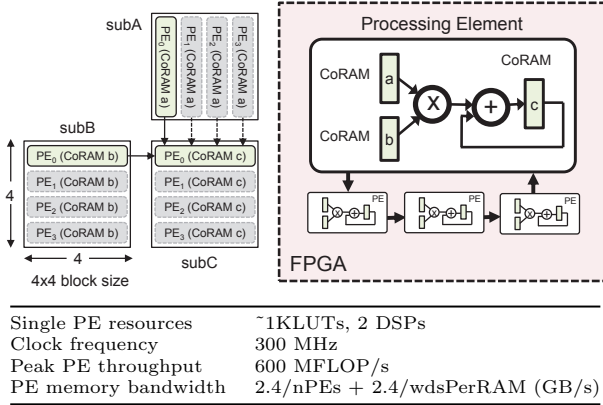 subA
PE0 (CoRAM a)
PE1 (CoRAM a)
PE2 (CoRAM a)
PE3 (CoRAM a)
subB
PE0 (CoRAM b)
PE1 (CoRAM b)
PE2 (CoRAM b)
PE3 (CoRAM b)
4
4
4x4 block size
PE0 (CoRAM c)
PE1 (CoRAM c)
PE2 (CoRAM c)
PE3 (CoRAM c)
subC
Processing Element
CoRAM
a
CoRAM
b
X
+
CoRAM
c
PE
PE
PE
FPGA
Single PE resources ~1KLUTs, 2 DSPs
Clock frequency 300 MHz
Peak PE throughput 600 MFLOP/s
PE memory bandwidth 2.4/nPEs + 2.4/wdsPerRAM (GB/s)